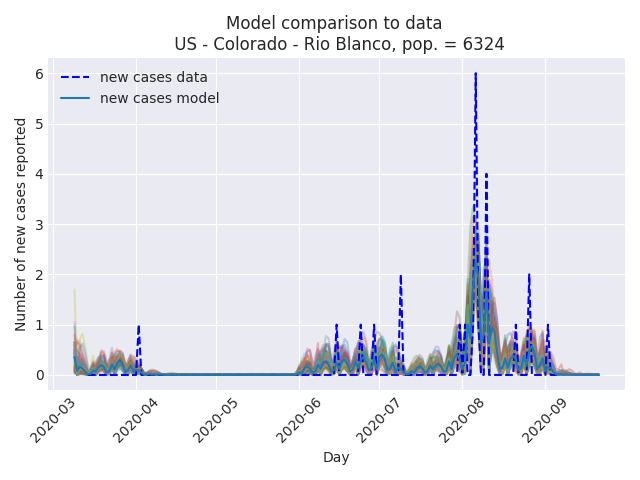 Model comparison to data
US - Colorado - Rio Blanco, pop. = 6324
new cases data
new cases model
Number of new cases reported
6
5
4
3
2
1
0
2020-03
2020-04
2020-05
2020-06
2020-07
2020-08
2020-09
Day